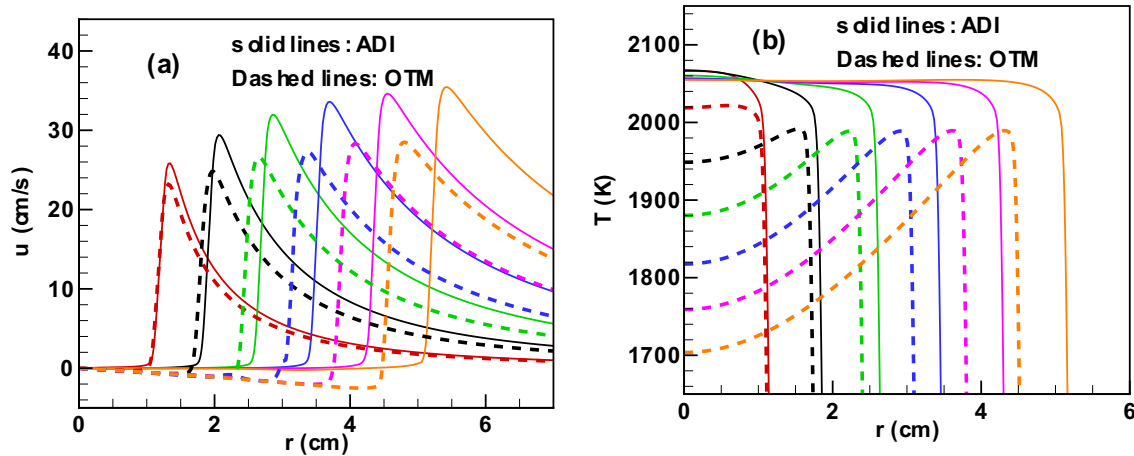 (a)
solid lines : ADI
Dashed lines: OTM
u (cm/s)
40
30
20
10
0
0
2
4
6
r (cm)
(b)
solid lines : ADI
Dashed lines: OTM
T (K)
2100
2000
1900
1800
1700
0
2
4
6
r (cm)